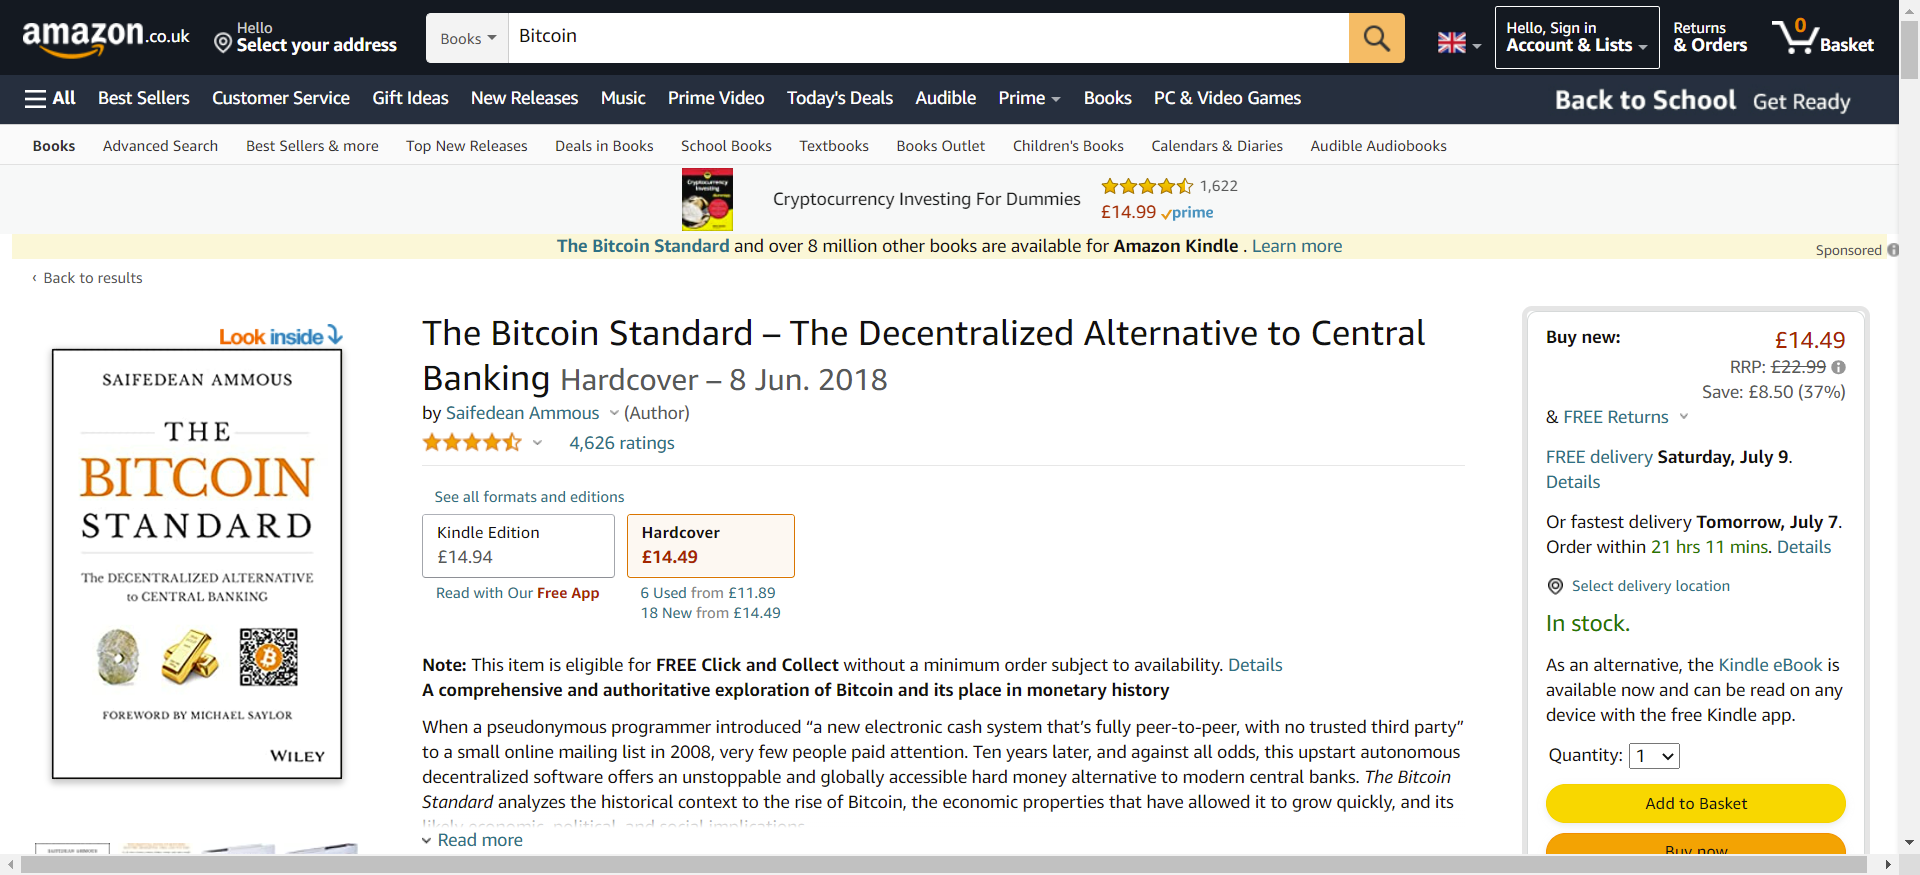 amazon.co.uk
Hello
Select your address
Books
Bitcoin
Hello, Sign in
Account & Lists
Returns
& Orders
0
Basket
All Best Sellers Customer Service Gift Ideas New Releases Music Prime Video Today's Deals Audible Prime Books PC & Video Games
Back to School Get Ready
Books Advanced Search Best Sellers & more Top New Releases Deals in Books School Books Textbooks Books Outlet Children's Books Calendars & Diaries Audible Audiobooks
Cryptocurrency Investing For Dummies
1,622
£14.99 prime
The Bitcoin Standard and over 8 million other books are available for Amazon Kindle . Learn more
Sponsored
‹ Back to results
Look inside
SAIFEDEAN AMMOUS
THE
BITCOIN
STANDARD
The DECENTRALIZED ALTERNATIVE
to CENTRAL BANKING
FOREWORD BY MICHAEL SAYLOR
WILEY
The Bitcoin Standard – The Decentralized Alternative to Central
Banking Hardcover – 8 Jun. 2018
by Saifedean Ammous (Author)
4,626 ratings
See all formats and editions
Kindle Edition
£14.94
Read with Our Free App
Hardcover
£14.49
6 Used from £11.89
18 New from £14.49
Note: This item is eligible for FREE Click and Collect without a minimum order subject to availability. Details
A comprehensive and authoritative exploration of Bitcoin and its place in monetary history
When a pseudonymous programmer introduced “a new electronic cash system that’s fully peer-to-peer, with no trusted third party”
to a small online mailing list in 2008, very few people paid attention. Ten years later, and against all odds, this upstart autonomous
decentralized software offers an unstoppable and globally accessible hard money alternative to modern central banks. The Bitcoin
Standard analyzes the historical context to the rise of Bitcoin, the economic properties that have allowed it to grow quickly, and its
likely economic, political, and social implications.
Read more
Buy new:
£14.49
RRP: £22.99
Save: £8.50 (37%)
& FREE Returns
FREE delivery Saturday, July 9.
Details
Or fastest delivery Tomorrow, July 7.
Order within 21 hrs 11 mins. Details
Select delivery location
In stock.
As an alternative, the Kindle eBook is
available now and can be read on any
device with the free Kindle app.
Quantity: 1
Add to Basket
Buy now